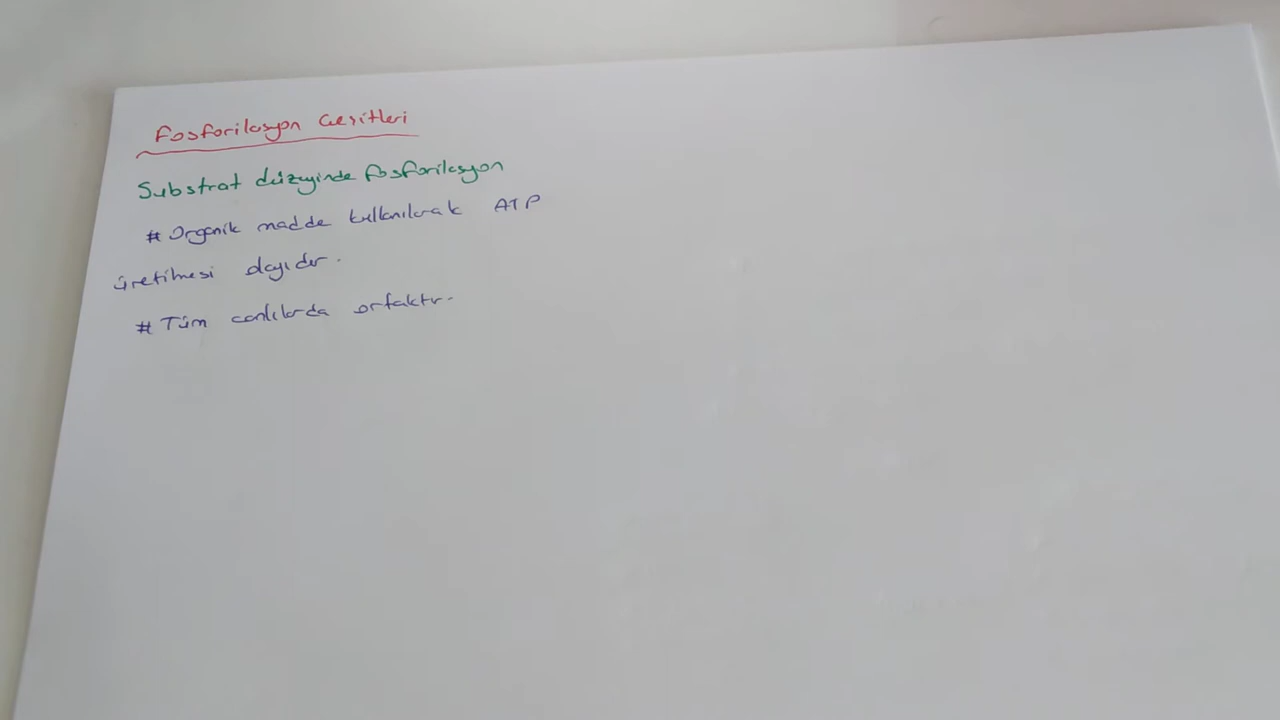 Fosforilasyon Çeşitleri
Substrat düzeyinde fosforilasyon
# Organik madde kullanılarak ATP
üretilmesi olayıdır.
# Tüm canlılarda ortaktır.